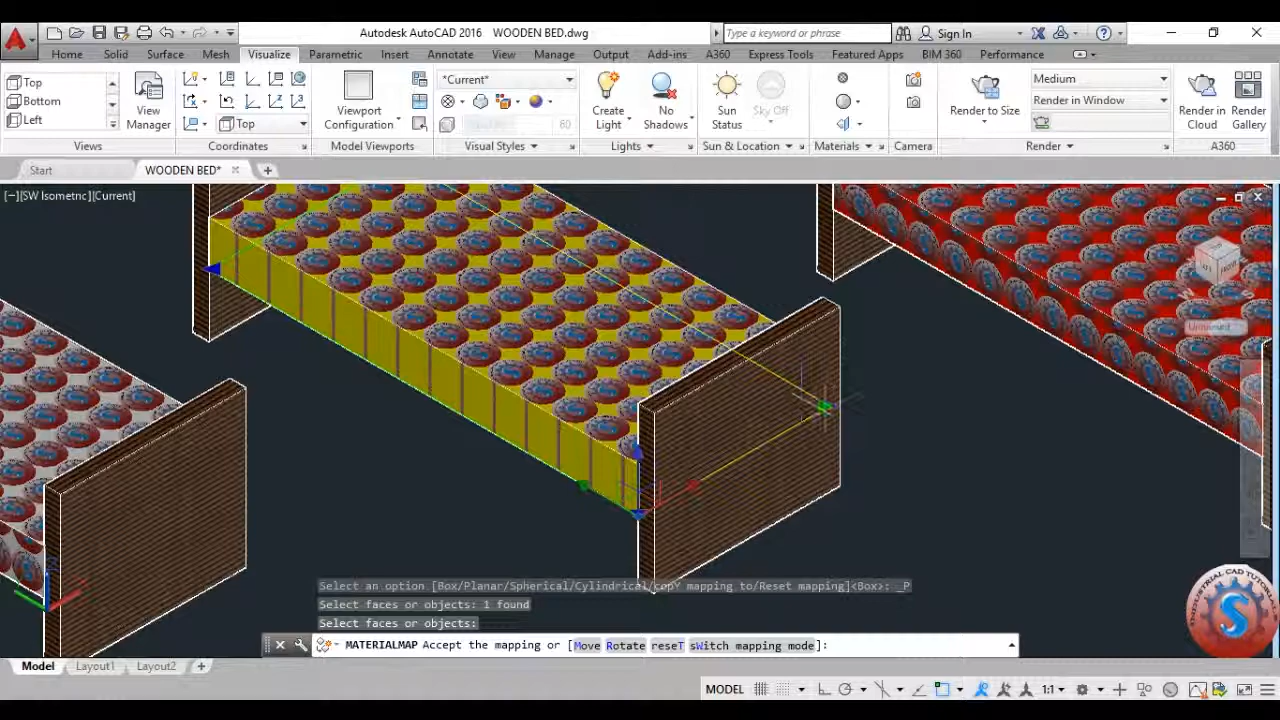 Autodesk AutoCAD 2016 WOODEN BED.dwg
Type a keyword or phrase
Sign In
Home Solid Surface Mesh Visualize Parametric Insert Annotate View Manage Output Add-ins A360 Express Tools Featured Apps BIM 360 Performance
Top
Bottom
Left
View
Manager
Top
Viewport
Configuration
*Current*
60
Create
Light
No
Shadows
Sun
Status
Sky Off
Render to Size
Medium
Render in Window
Render in
Cloud
Render
Gallery
Views
Coordinates
Model Viewports
Visual Styles
Lights
Sun & Location
Materials
Camera
Render
A360
Start
WOODEN BED*
[−][SW Isometric][Current]
Unnamed
Select an option [Box/Planar/Spherical/Cylindrical/copY mapping to/Reset mapping]<Box>: _P
Select faces or objects: 1 found
Select faces or objects:
MATERIALMAP Accept the mapping or [Move Rotate reseT sWitch mapping mode]:
Model Layout1 Layout2
MODEL
1:1